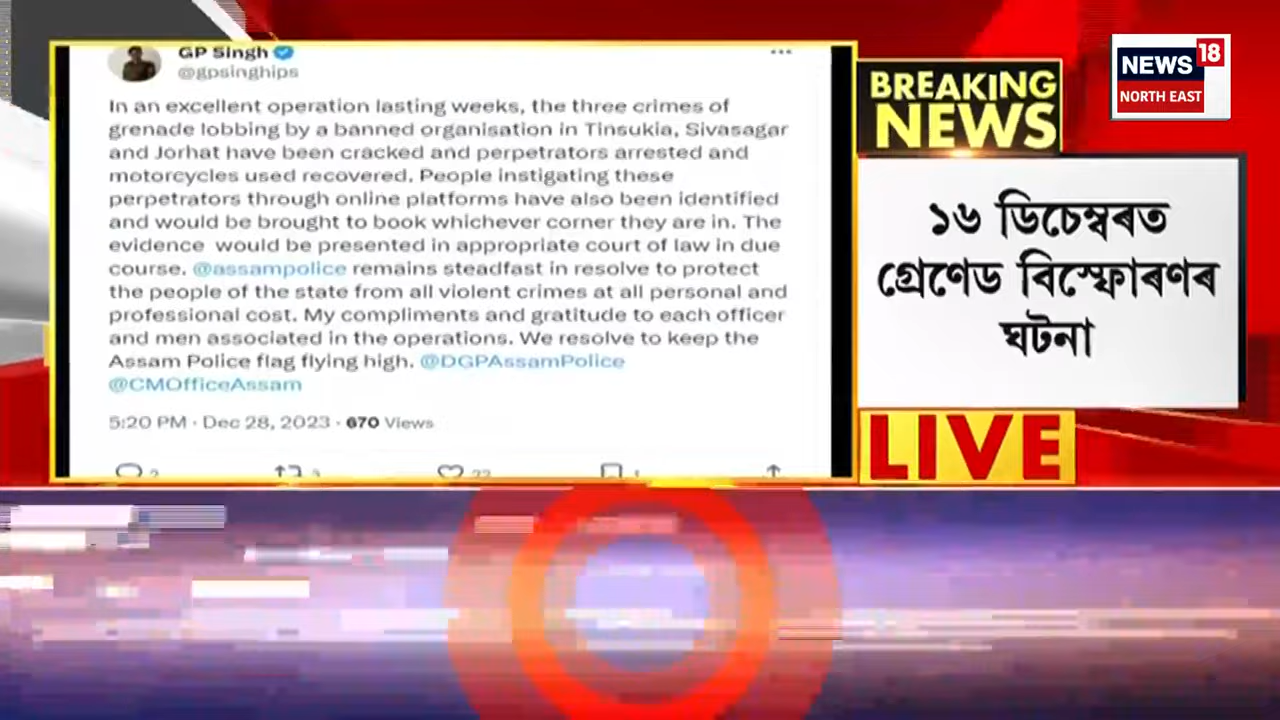 GP Singh
@gpsinghips
In an excellent operation lasting weeks, the three crimes of
grenade lobbing by a banned organisation in Tinsukia, Sivasagar
and Jorhat have been cracked and perpetrators arrested and
motorcycles used recovered. People instigating these
perpetrators through online platforms have also been identified
and would be brought to book whichever corner they are in. The
evidence would be presented in appropriate court of law in due
course. @assampolice remains steadfast in resolve to protect
the people of the state from all violent crimes at all personal and
professional cost. My compliments and gratitude to each officer
and men associated in the operations. We resolve to keep the
Assam Police flag flying high. @DGPAssamPolice
@CMOfficeAssam
5:20 PM · Dec 28, 2023 · 670 Views
BREAKING
NEWS
১৬ ডিচেম্বৰত
গ্ৰেণেড বিস্ফোৰণৰ
ঘটনা
LIVE
NEWS 18
NORTH EAST